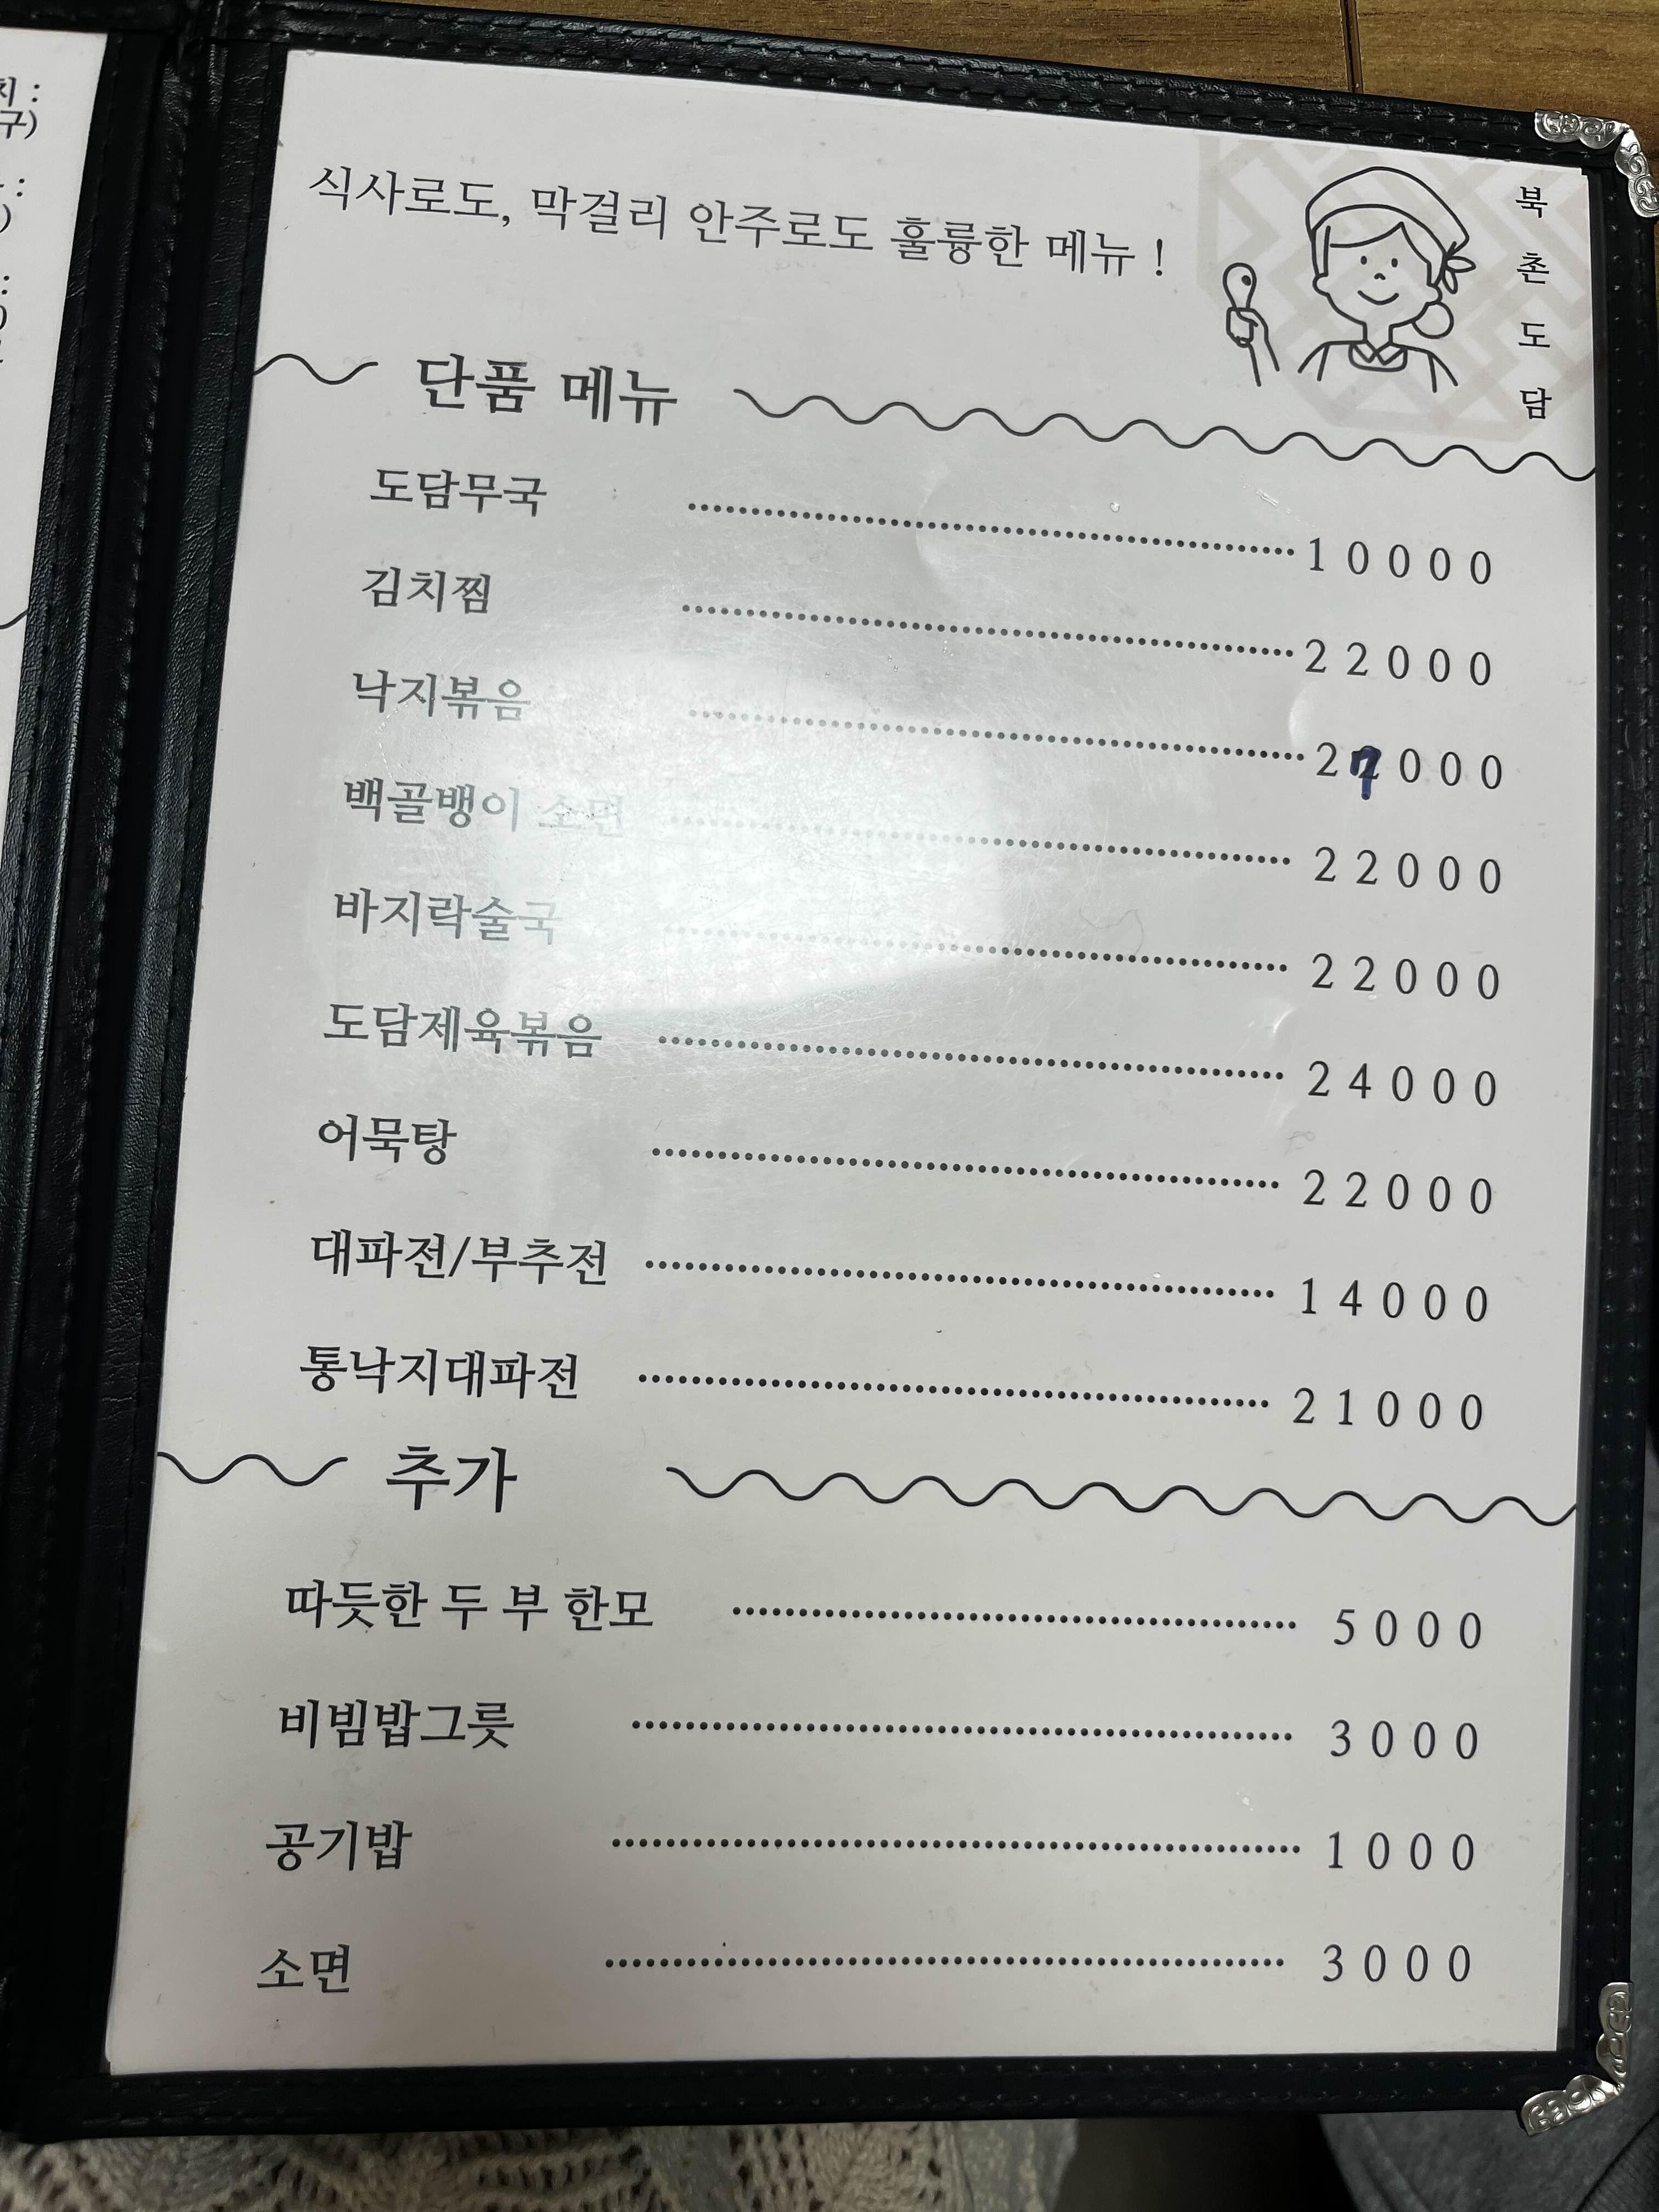 식사로도, 막걸리 안주로도 훌륭한 메뉴 !
북
촌
도
담
단품 메뉴
도담무국 10000
김치찜 22000
낙지볶음 27000
백골뱅이 소면 22000
바지락술국 22000
도담제육볶음 24000
어묵탕 22000
대파전/부추전 14000
통낙지대파전 21000
추가
따듯한 두 부 한모 5000
비빔밥그릇 3000
공기밥 1000
소면 3000